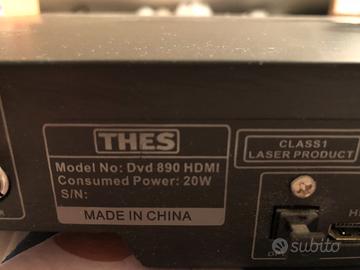 THES
Model No: Dvd 890 HDMI
Consumed Power: 20W
S/N:
MADE IN CHINA
CLASS1
LASER PRODUCT
subito